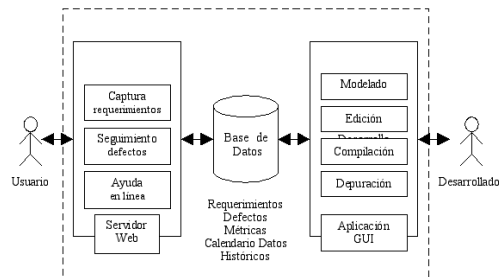 Captura
requerimientos
Seguimiento
defectos
Ayuda
en línea
Servidor
Web
Usuario
Base de
Datos
Requerimientos
Defectos
Métricas
Calendario Datos
Históricos
Modelado
Edición
Compilación
Depuración
Aplicación
GUI
Desarrollado